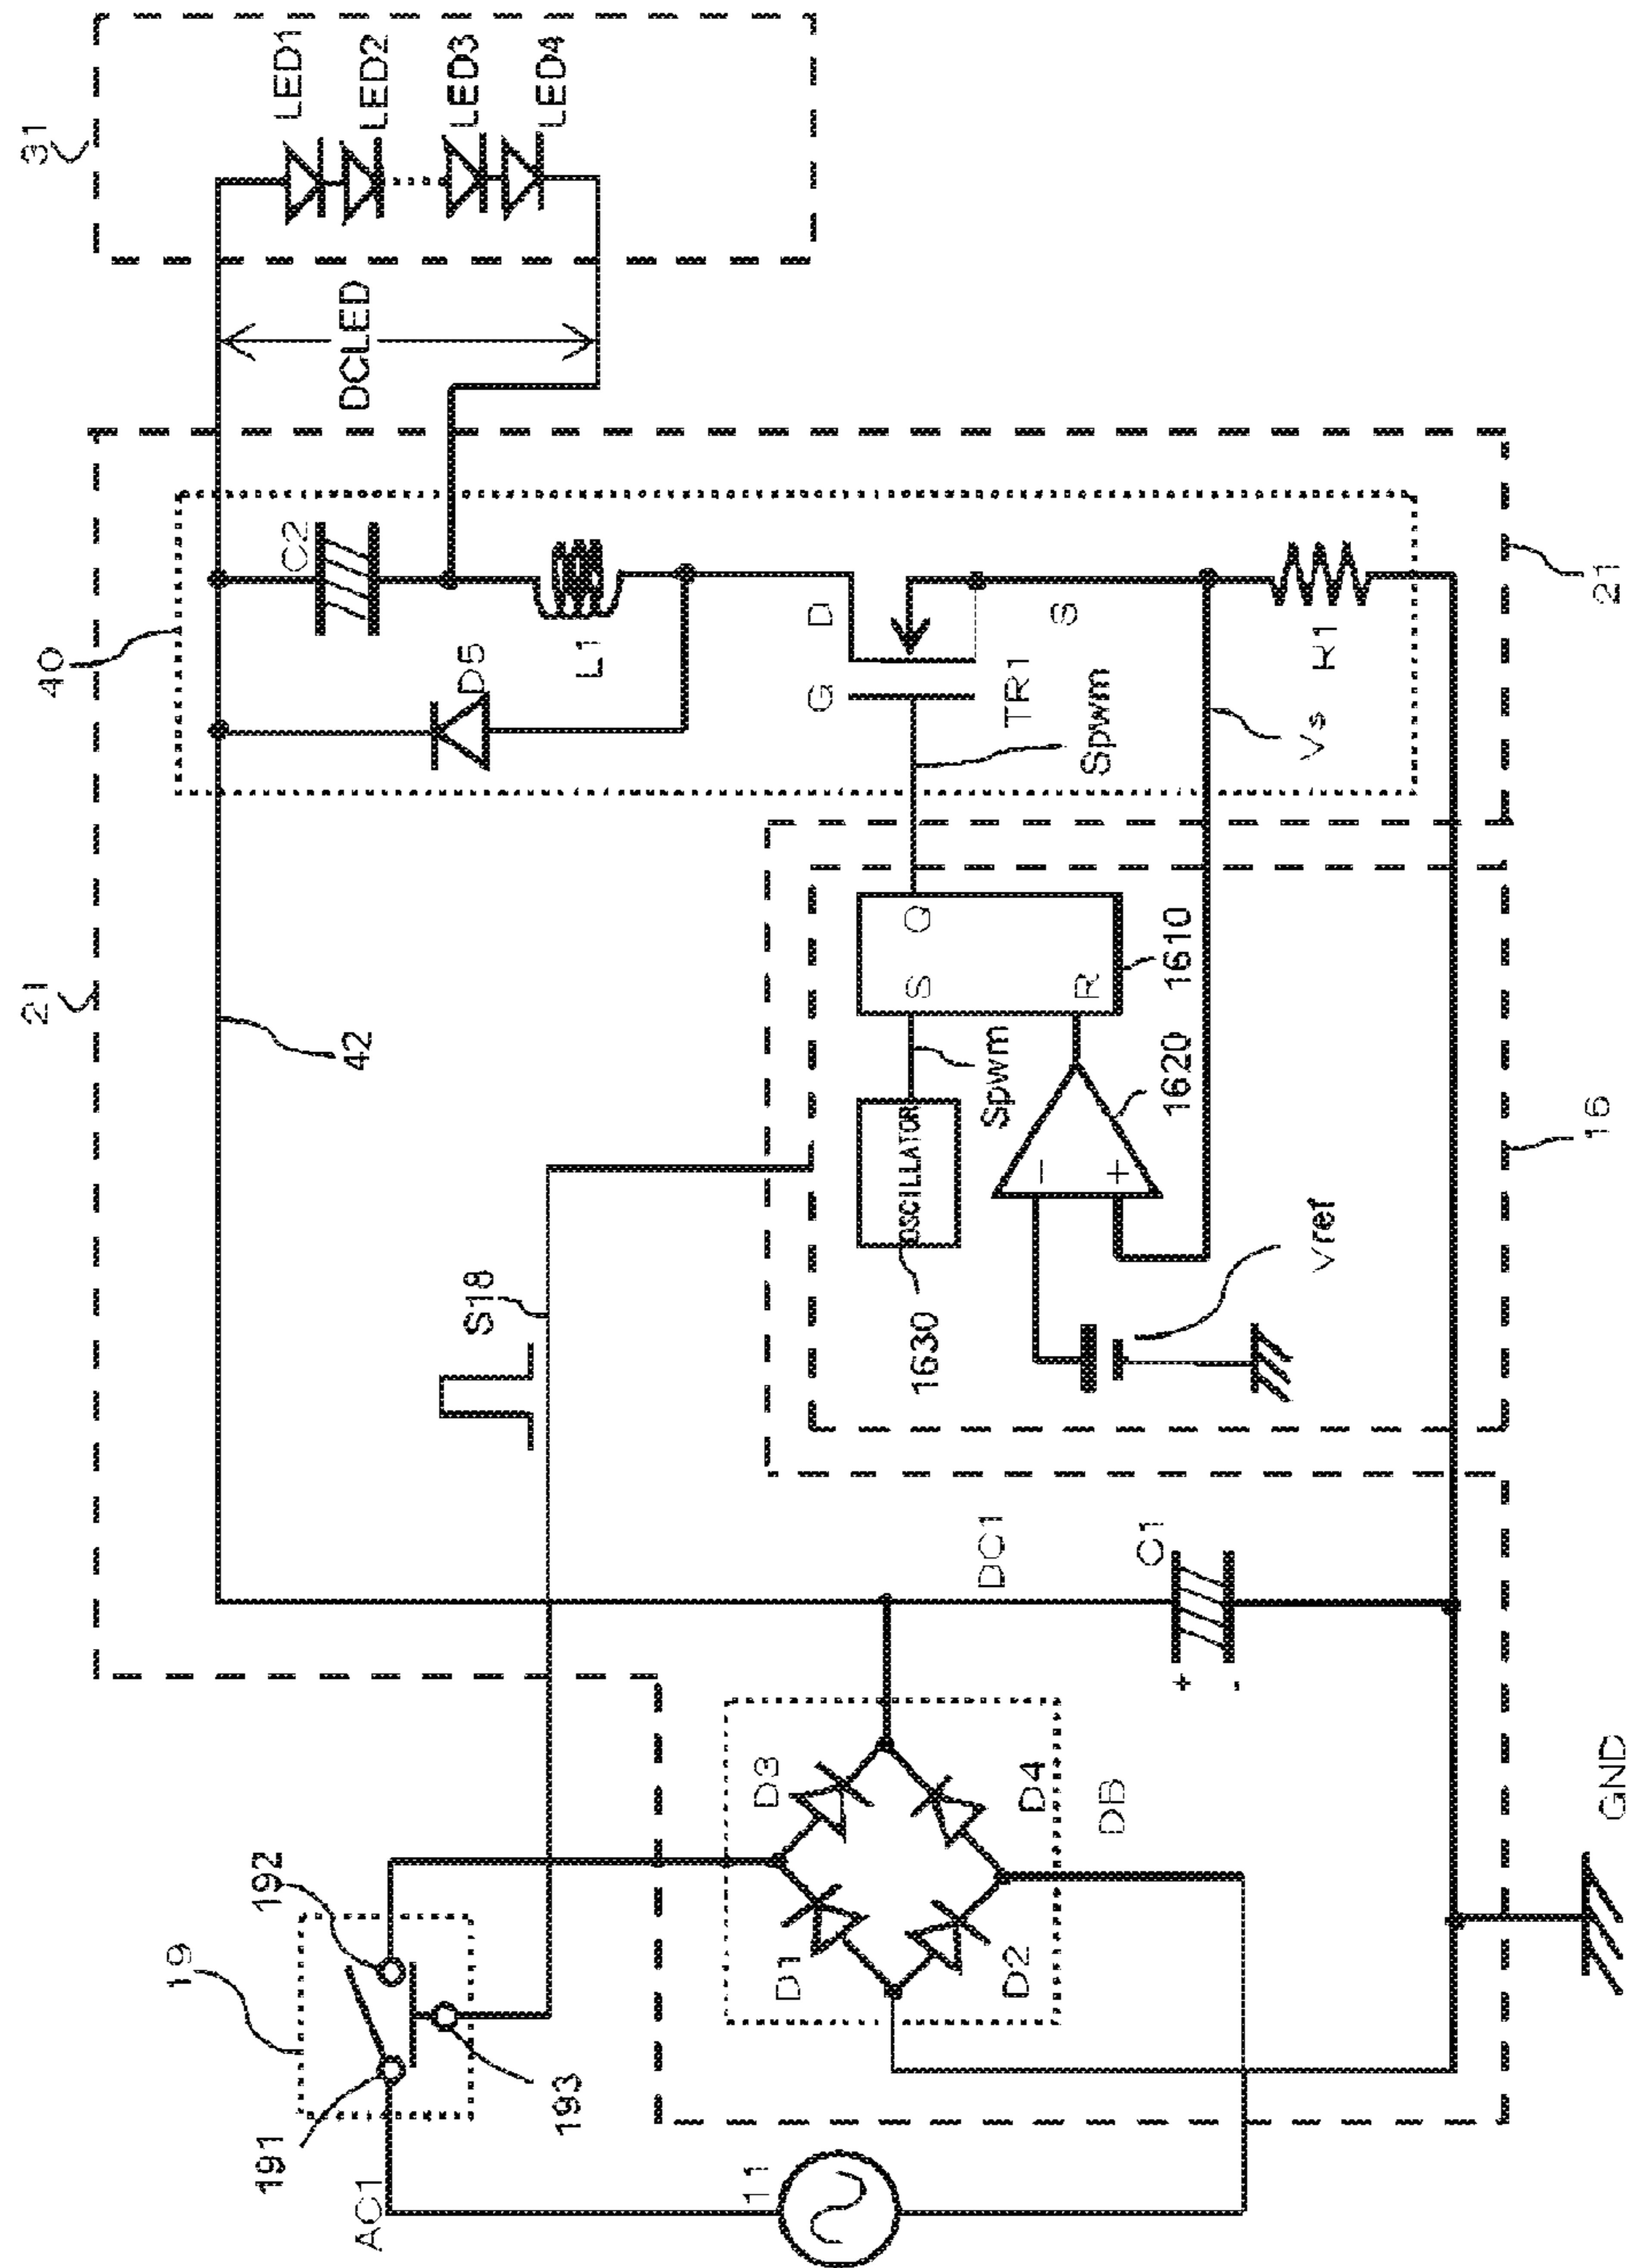 31
LED1
LED2
LED3
LED4
DCLED
40
C2
D5
L1
D
G
S
TR1
Spwm
Vs
R1
21
21
42
S
Q
R
1610
Spwm
OSCILLATOR
1630
1620
-
+
Vref
16
S18
DC1
C1
+
-
19
191
192
193
AC1
11
D3
D1
D4
D2
DB
GND